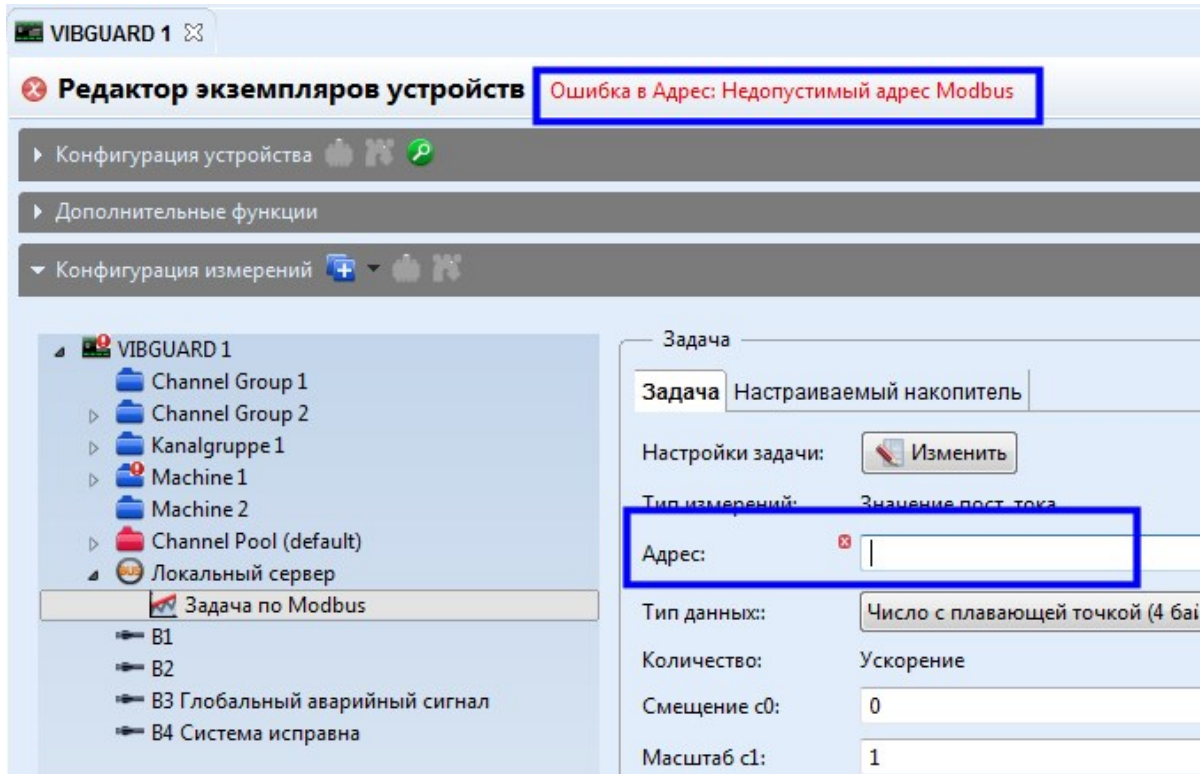 VIBGUARD 1
Редактор экземпляров устройств Ошибка в Адрес: Недопустимый адрес Modbus
Конфигурация устройства
Дополнительные функции
Конфигурация измерений
VIBGUARD 1
Channel Group 1
Channel Group 2
Kanalgruppe 1
Machine 1
Machine 2
Channel Pool (default)
BUS Локальный сервер
Задача по Modbus
B1
B2
B3 Глобальный аварийный сигнал
B4 Система исправна
Задача
Задача Настраиваемый накопитель
Настройки задачи: Изменить
Тип измерений: Значение пост. тока
Адрес:
Тип данных:: Число с плавающей точкой (4 бай
Количество: Ускорение
Смещение c0: 0
Масштаб c1: 1